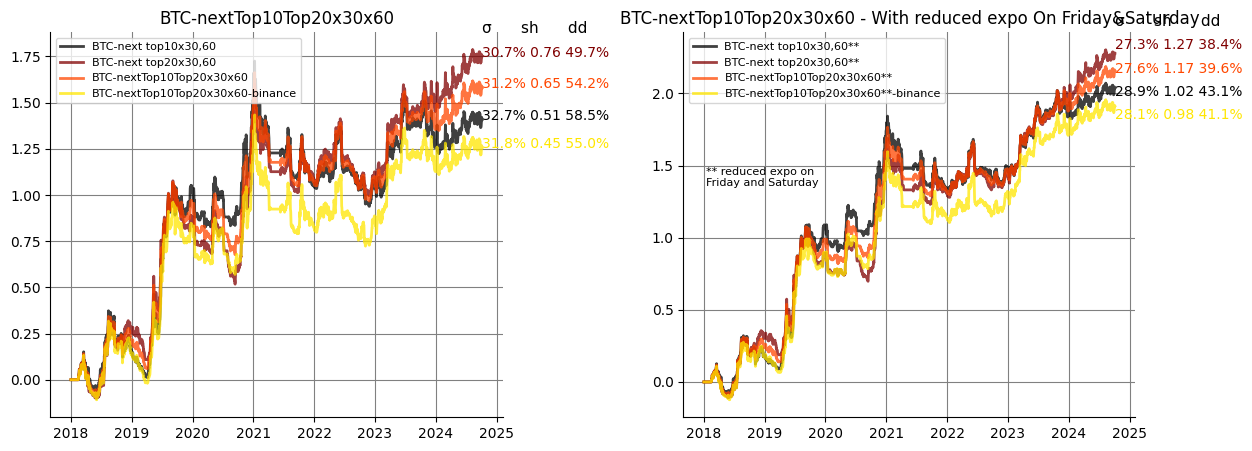 BTC-nextTop10Top20x30x60
σ sh dd
BTC-next top10x30,60
BTC-next top20x30,60
BTC-nextTop10Top20x30x60
BTC-nextTop10Top20x30x60-binance
30.7% 0.76 49.7%
31.2% 0.65 54.2%
32.7% 0.51 58.5%
31.8% 0.45 55.0%
1.75
1.50
1.25
1.00
0.75
0.50
0.25
0.00
2018 2019 2020 2021 2022 2023 2024 2025
BTC-nextTop10Top20x30x60 - With reduced expo On Friday&Saturday
σ sh dd
BTC-next top10x30,60**
BTC-next top20x30,60**
BTC-nextTop10Top20x30x60**
BTC-nextTop10Top20x30x60**-binance
27.3% 1.27 38.4%
27.6% 1.17 39.6%
28.9% 1.02 43.1%
28.1% 0.98 41.1%
** reduced expo on
Friday and Saturday
2.0
1.5
1.0
0.5
0.0
2018 2019 2020 2021 2022 2023 2024 2025